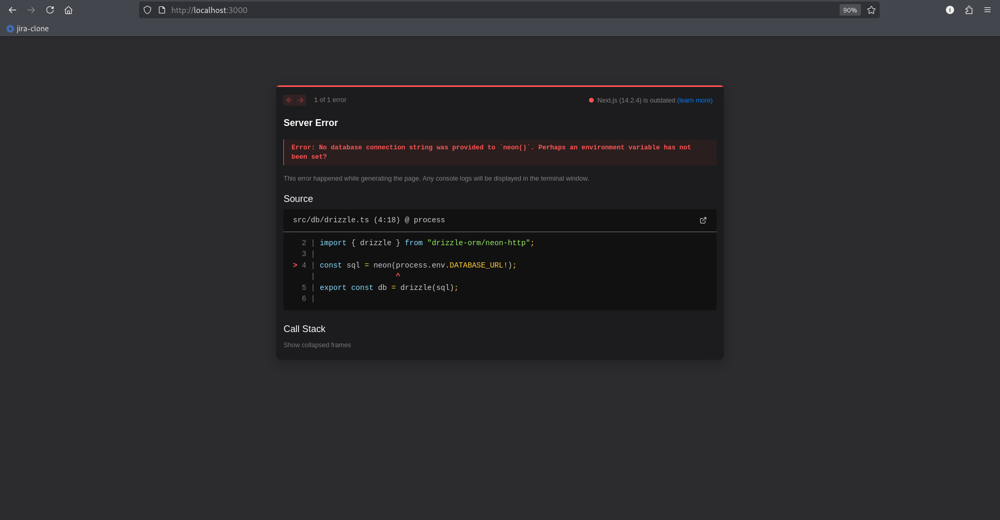 http://localhost:3000
90%
jira-clone
1 of 1 error
Next.js (14.2.4) is outdated (learn more)
Server Error
Error: No database connection string was provided to `neon()`. Perhaps an environment variable has not
been set?
This error happened while generating the page. Any console logs will be displayed in the terminal window.
Source
src/db/drizzle.ts (4:18) @ process
2 | import { drizzle } from "drizzle-orm/neon-http";
3 |
> 4 | const sql = neon(process.env.DATABASE_URL!);
|                  ^
5 | export const db = drizzle(sql);
6 |
Call Stack
Show collapsed frames